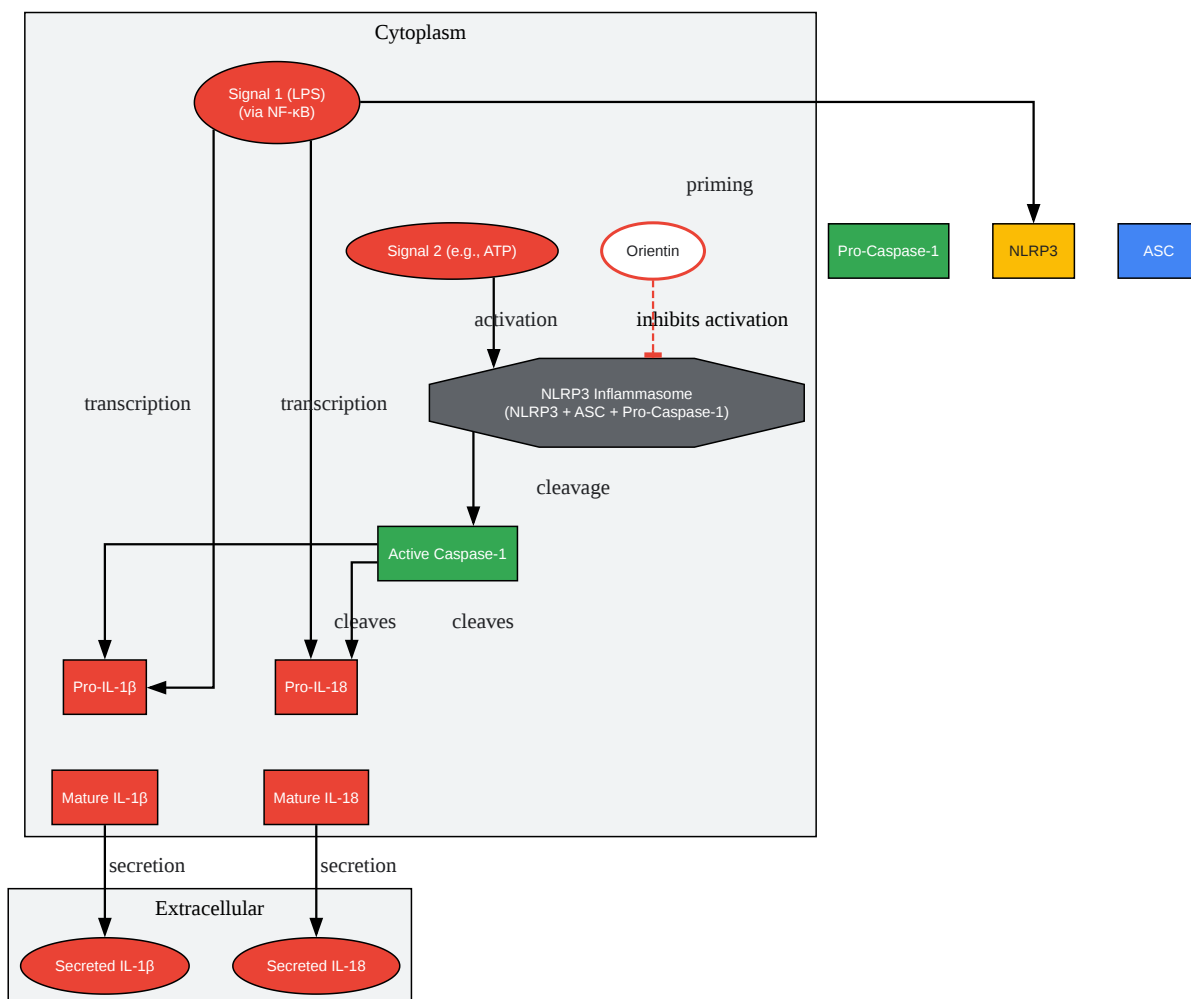 Cytoplasm
Signal 1 (LPS)
(via NF-κB)
priming
Signal 2 (e.g., ATP)
Orientin
Pro-Caspase-1
NLRP3
ASC
activation
inhibits activation
transcription
transcription
NLRP3 Inflammasome
(NLRP3 + ASC + Pro-Caspase-1)
cleavage
Active Caspase-1
cleaves
cleaves
Pro-IL-1β
Pro-IL-18
Mature IL-1β
Mature IL-18
secretion
secretion
Extracellular
Secreted IL-1β
Secreted IL-18